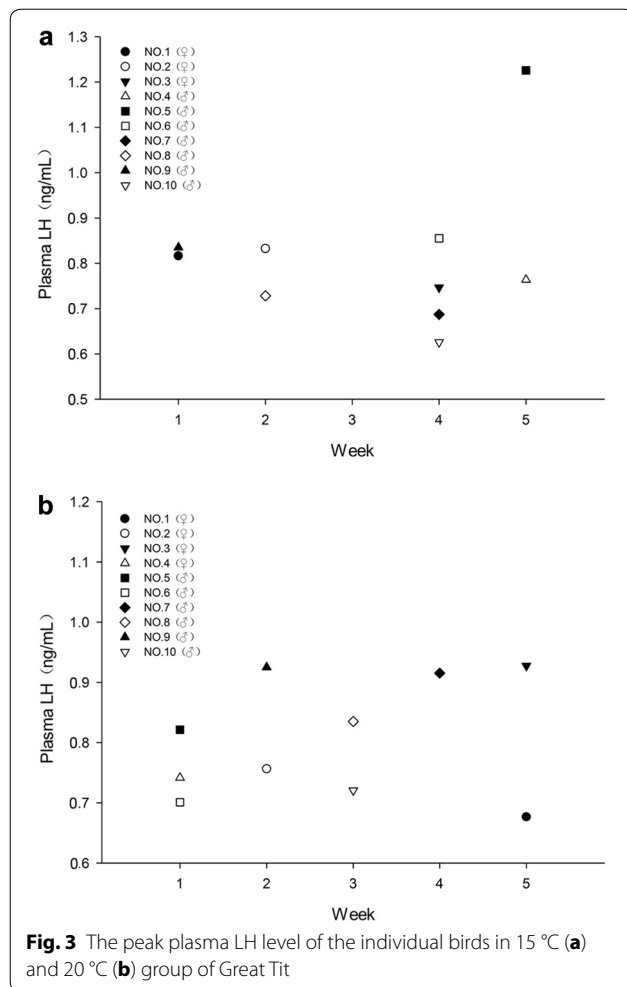 a
1.3
1.2
1.1
1.0
0.9
0.8
0.7
0.6
0.5
Plasma LH（ng/mL）
NO.1 (♀)
NO.2 (♀)
NO.3 (♀)
NO.4 (♂)
NO.5 (♂)
NO.6 (♂)
NO.7 (♂)
NO.8 (♂)
NO.9 (♂)
NO.10 (♂)
1 2 3 4 5
Week
b
1.2
1.1
1.0
0.9
0.8
0.7
0.6
Plasma LH（ng/mL）
NO.1 (♀)
NO.2 (♀)
NO.3 (♀)
NO.4 (♀)
NO.5 (♂)
NO.6 (♂)
NO.7 (♂)
NO.8 (♂)
NO.9 (♂)
NO.10 (♂)
1 2 3 4 5
Week
Fig. 3 The peak plasma LH level of the individual birds in 15 °C (a)
and 20 °C (b) group of Great Tit